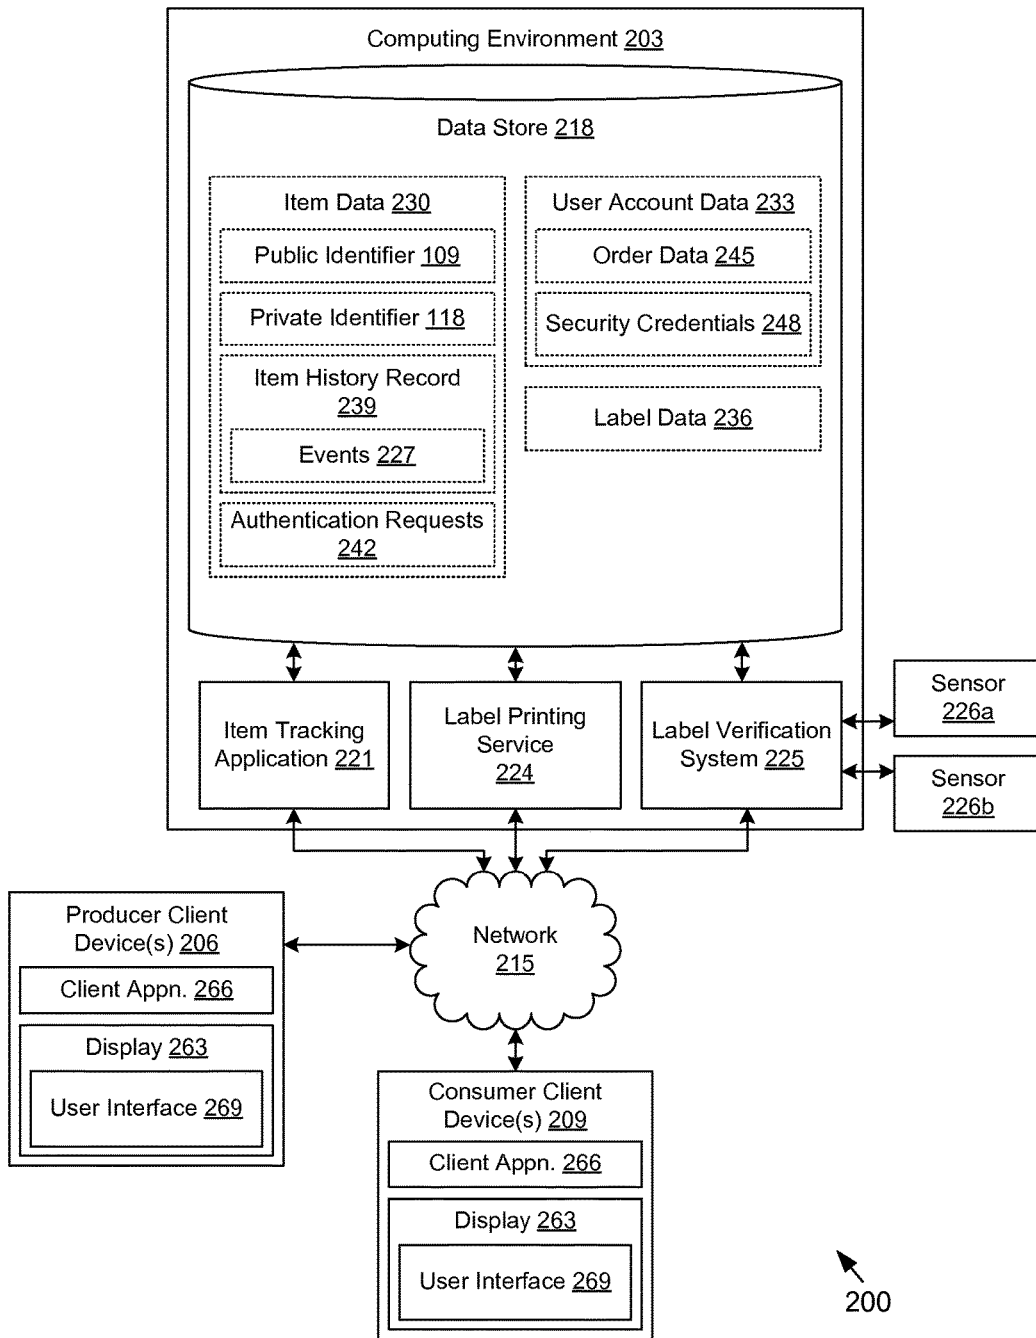 Computing Environment 203
Data Store 218
Item Data 230
Public Identifier 109
Private Identifier 118
Item History Record
239
Events 227
Authentication Requests
242
User Account Data 233
Order Data 245
Security Credentials 248
Label Data 236
Item Tracking
Application 221
Label Printing
Service
224
Label Verification
System 225
Sensor
226a
Sensor
226b
Network
215
Producer Client
Device(s) 206
Client Appn. 266
Display 263
User Interface 269
Consumer Client
Device(s) 209
Client Appn. 266
Display 263
User Interface 269
200